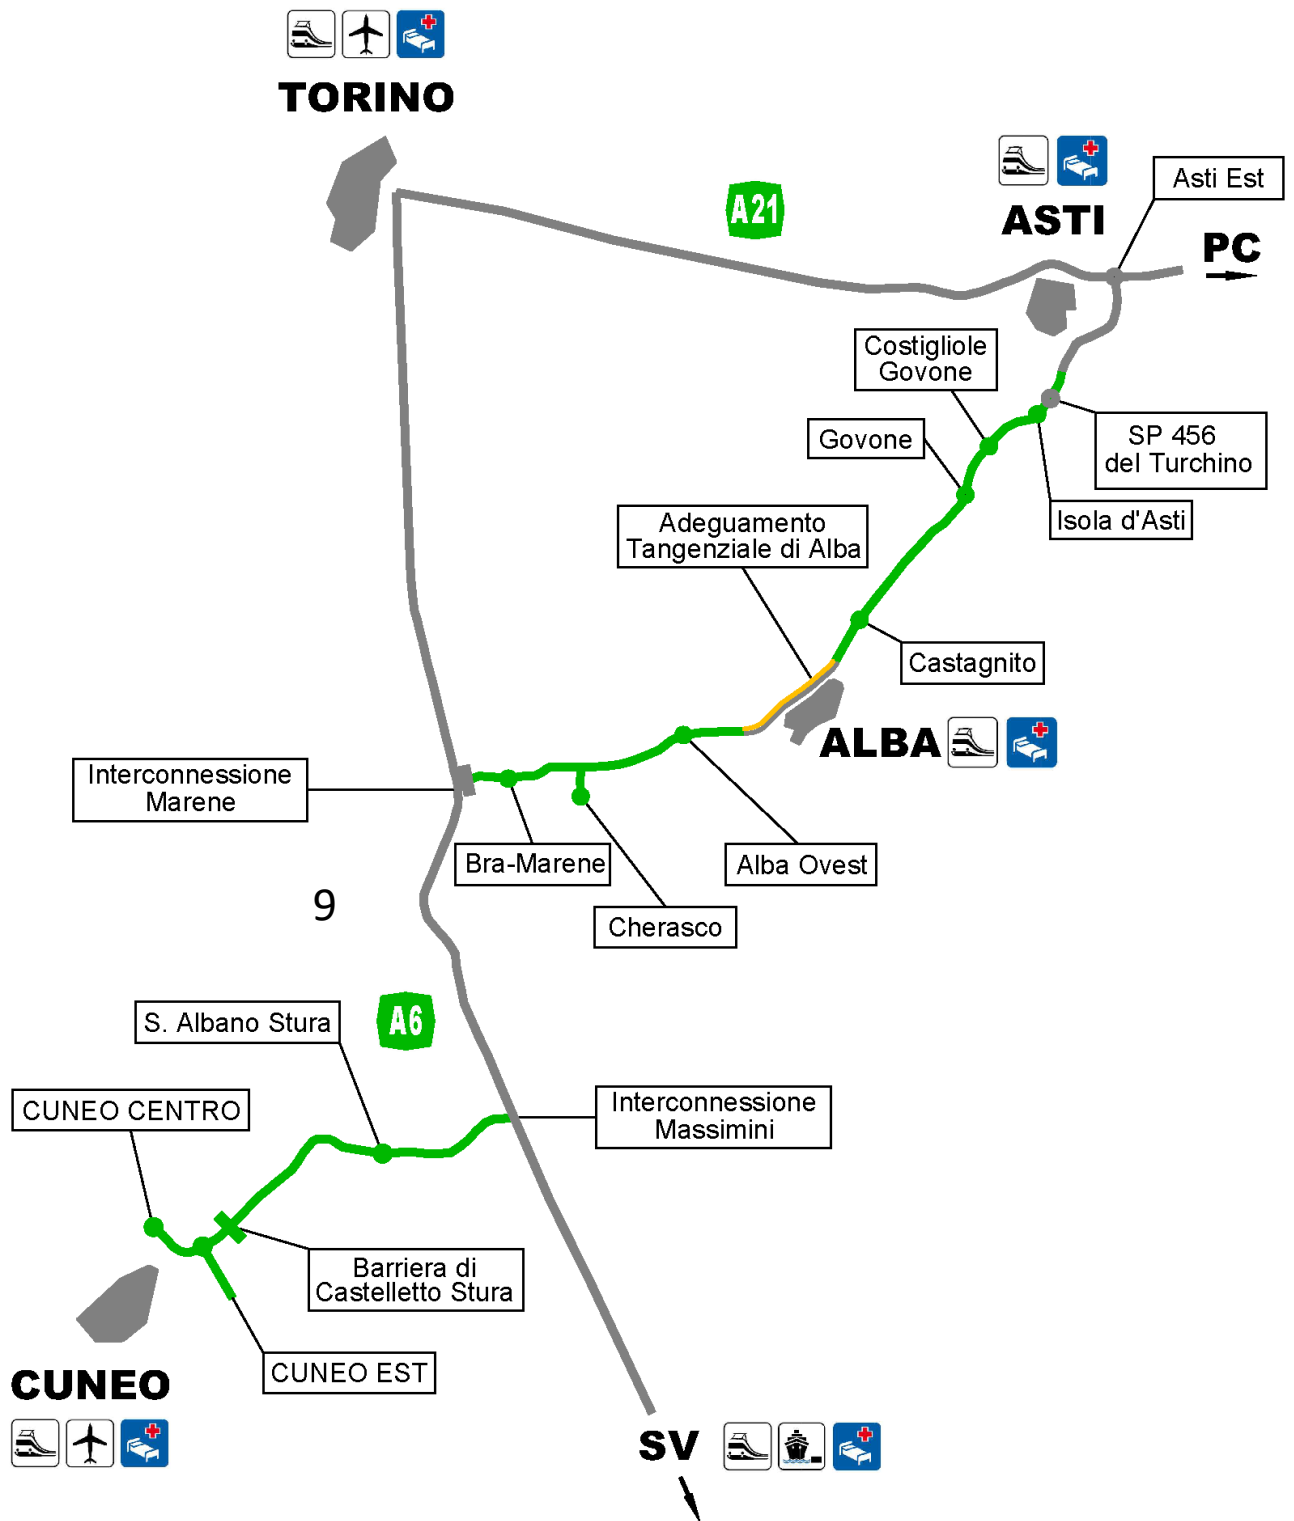 TORINO
A21
ASTI
Asti Est
PC
Costigliole
Govone
Govone
SP 456
del Turchino
Isola d'Asti
Adeguamento
Tangenziale di Alba
Castagnito
ALBA
Interconnessione
Marene
Bra-Marene
Alba Ovest
Cherasco
9
S. Albano Stura
A6
CUNEO CENTRO
Interconnessione
Massimini
Barriera di
Castelletto Stura
CUNEO EST
CUNEO
SV